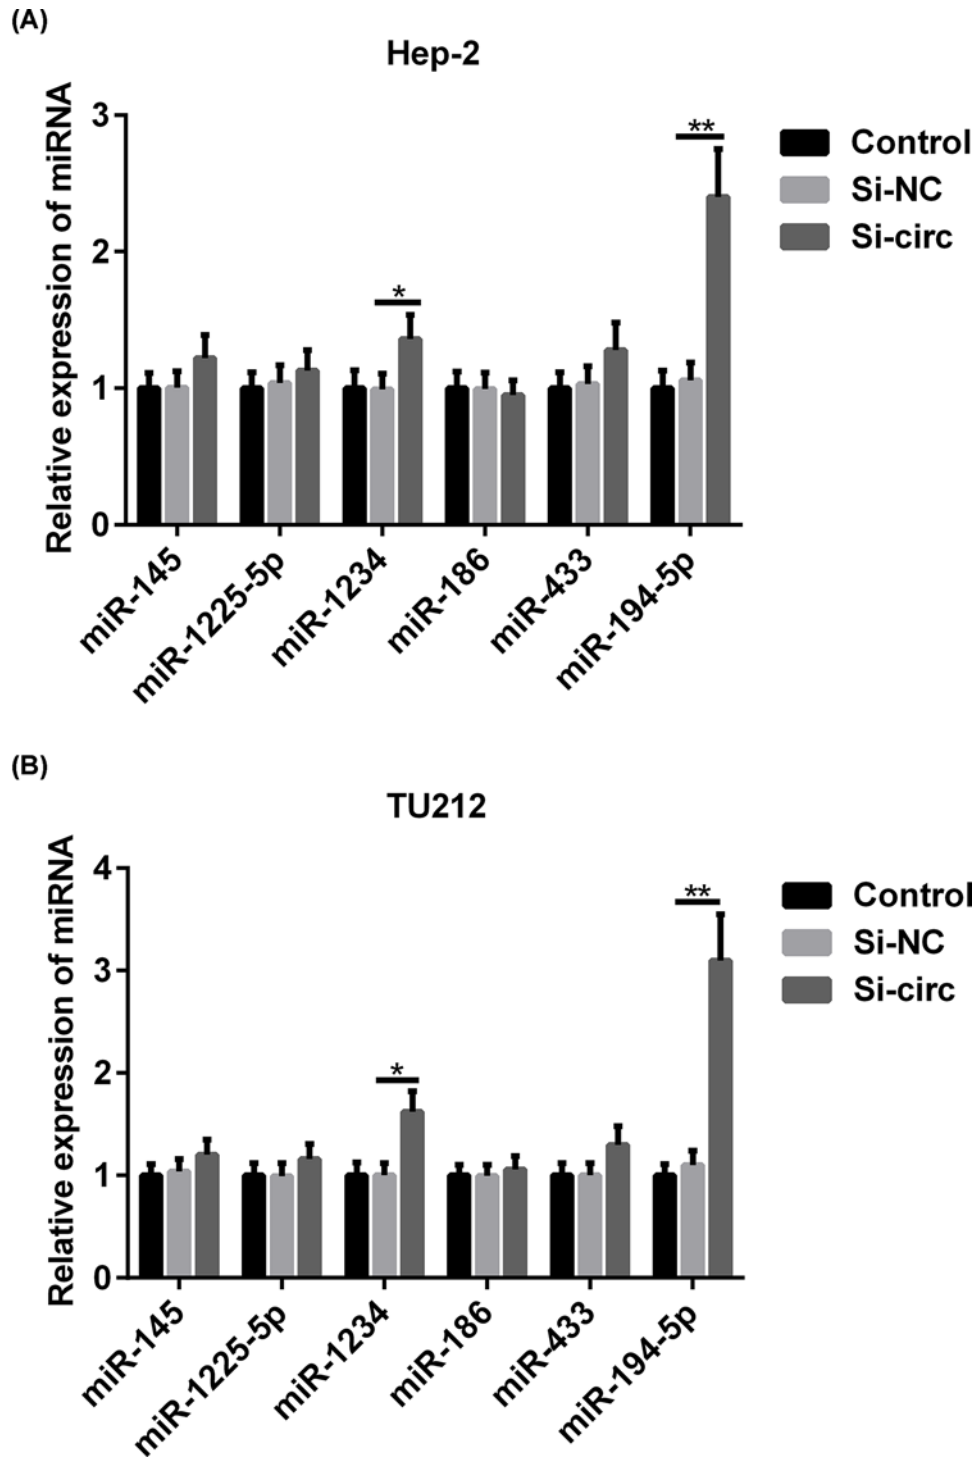 (A)
Hep-2
Relative expression of miRNA
3
2
1
0
**
*
Control
Si-NC
Si-circ
miR-145
miR-1225-5p
miR-1234
miR-186
miR-433
miR-194-5p
(B)
TU212
Relative expression of miRNA
4
3
2
1
0
**
*
Control
Si-NC
Si-circ
miR-145
miR-1225-5p
miR-1234
miR-186
miR-433
miR-194-5p